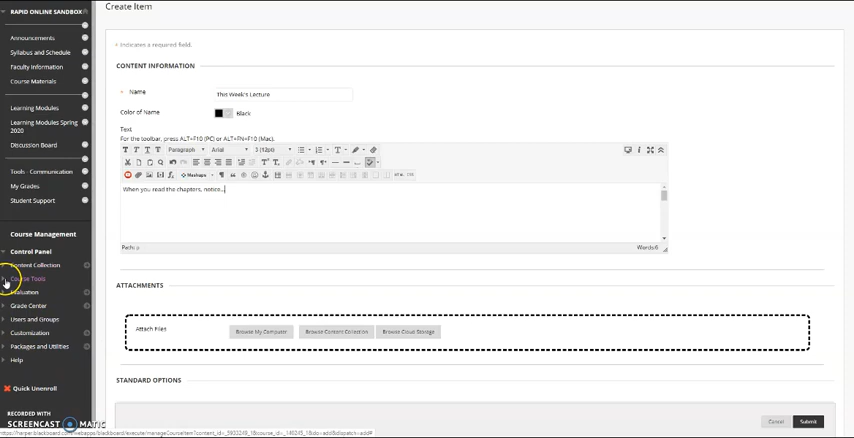 RAPID ONLINE SANDBOX
Announcements
Syllabus and Schedule
Faculty Information
Course Materials
Learning Modules
Learning Modules Spring
2020
Discussion Board
Tools - Communication
My Grades
Student Support
Course Management
Control Panel
Content Collection
Course Tools
Evaluation
Grade Center
Users and Groups
Customization
Packages and Utilities
Help
Quick Unenroll
RECORDED WITH
SCREENCAST MATIC
Create Item
Indicates a required field.
CONTENT INFORMATION
Name
This Week's Lecture
Color of Name
Black
Text
For the toolbar, press ALT+F10 (PC) or ALT+FN+F10 (Mac).
Paragraph Arial 3 (12pt)
Mashups
When you read the chapters, notice...
Path: p
Words:6
ATTACHMENTS
Attach Files
Browse My Computer
Browse Content Collection
Browse Cloud Storage
STANDARD OPTIONS
Cancel
Submit